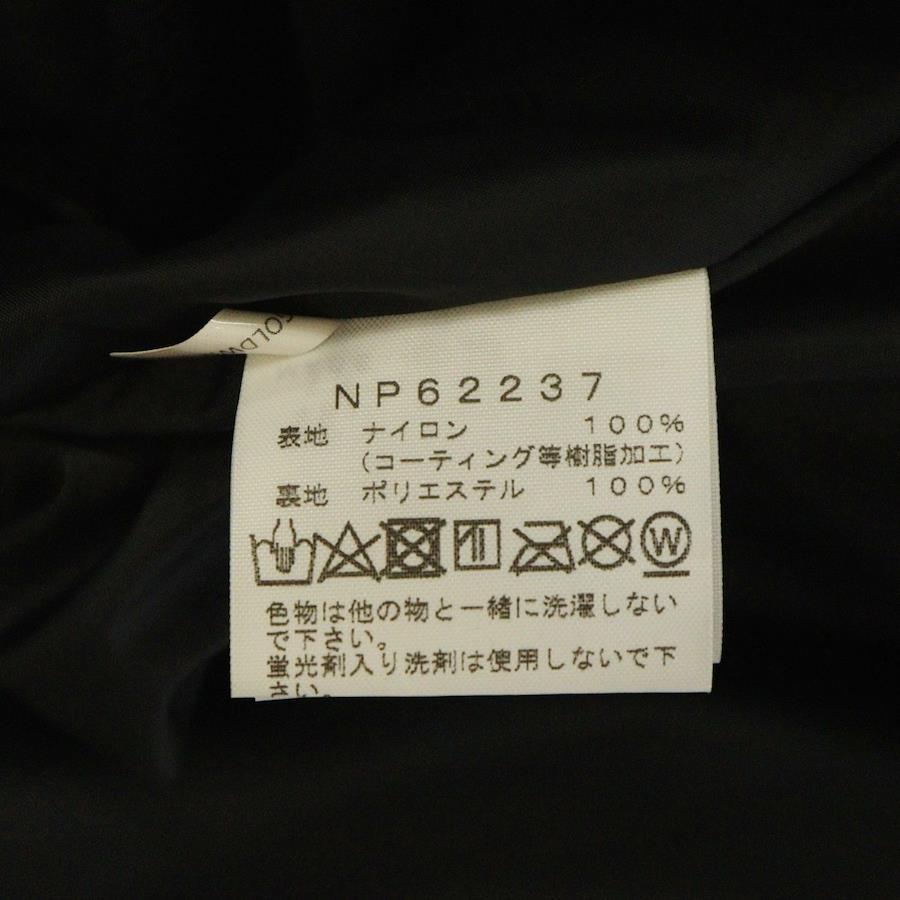 OLDW
NP62237
表地 ナイロン 100%
(コーティング等樹脂加工)
裏地 ポリエステル 100%
W
色物は他の物と一緒に洗濯しない
で下さい。
蛍光剤入り洗剤は使用しないで下
さい。